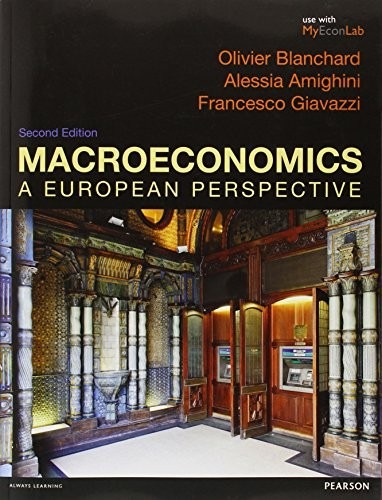 use with
MyEconLab
Olivier Blanchard
Alessia Amighini
Francesco Giavazzi
Second Edition
MACROECONOMICS
A EUROPEAN PERSPECTIVE
ALWAYS LEARNING
PEARSON